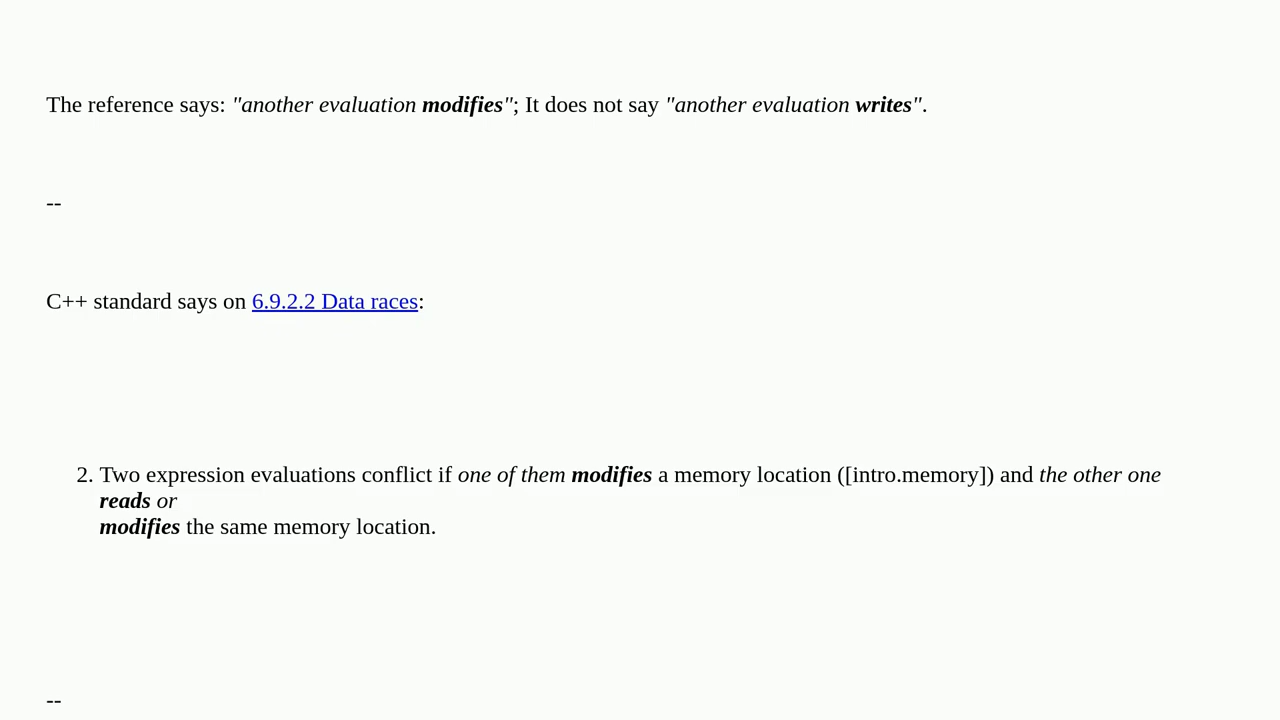 The reference says: "another evaluation modifies"; It does not say "another evaluation writes".
--
C++ standard says on 6.9.2.2 Data races:
2. Two expression evaluations conflict if one of them modifies a memory location ([intro.memory]) and the other one
reads or
modifies the same memory location.
--